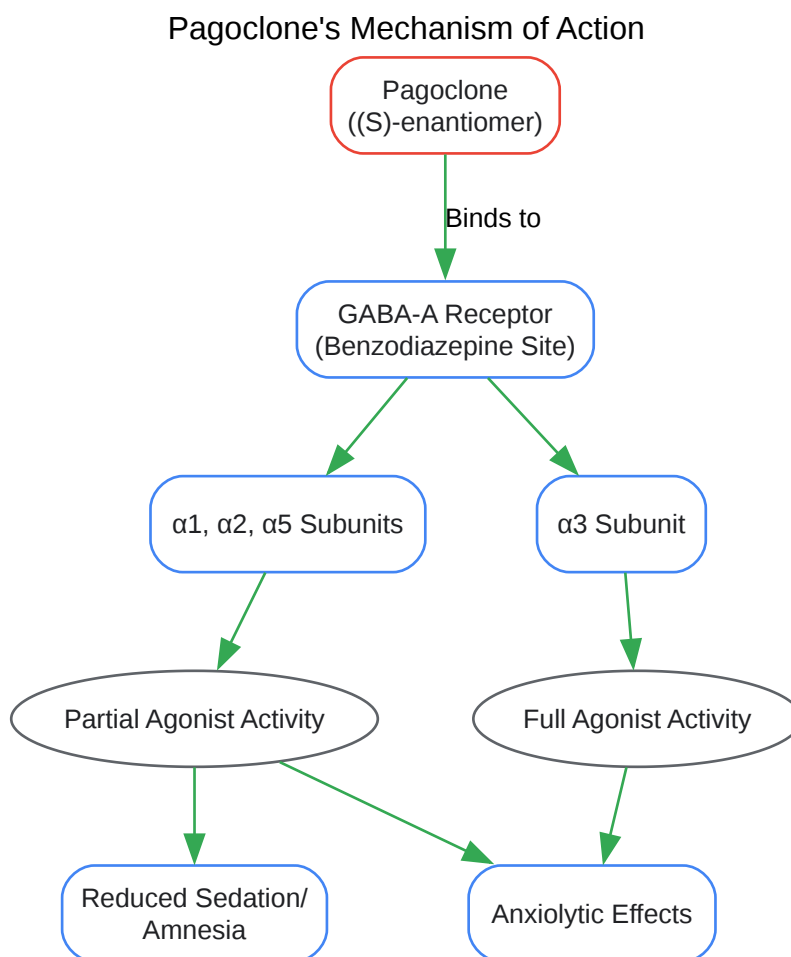 Pagoclone's Mechanism of Action
Pagoclone
((S)-enantiomer)
Binds to
GABA-A Receptor
(Benzodiazepine Site)
α1, α2, α5 Subunits
α3 Subunit
Partial Agonist Activity
Full Agonist Activity
Reduced Sedation/
Amnesia
Anxiolytic Effects